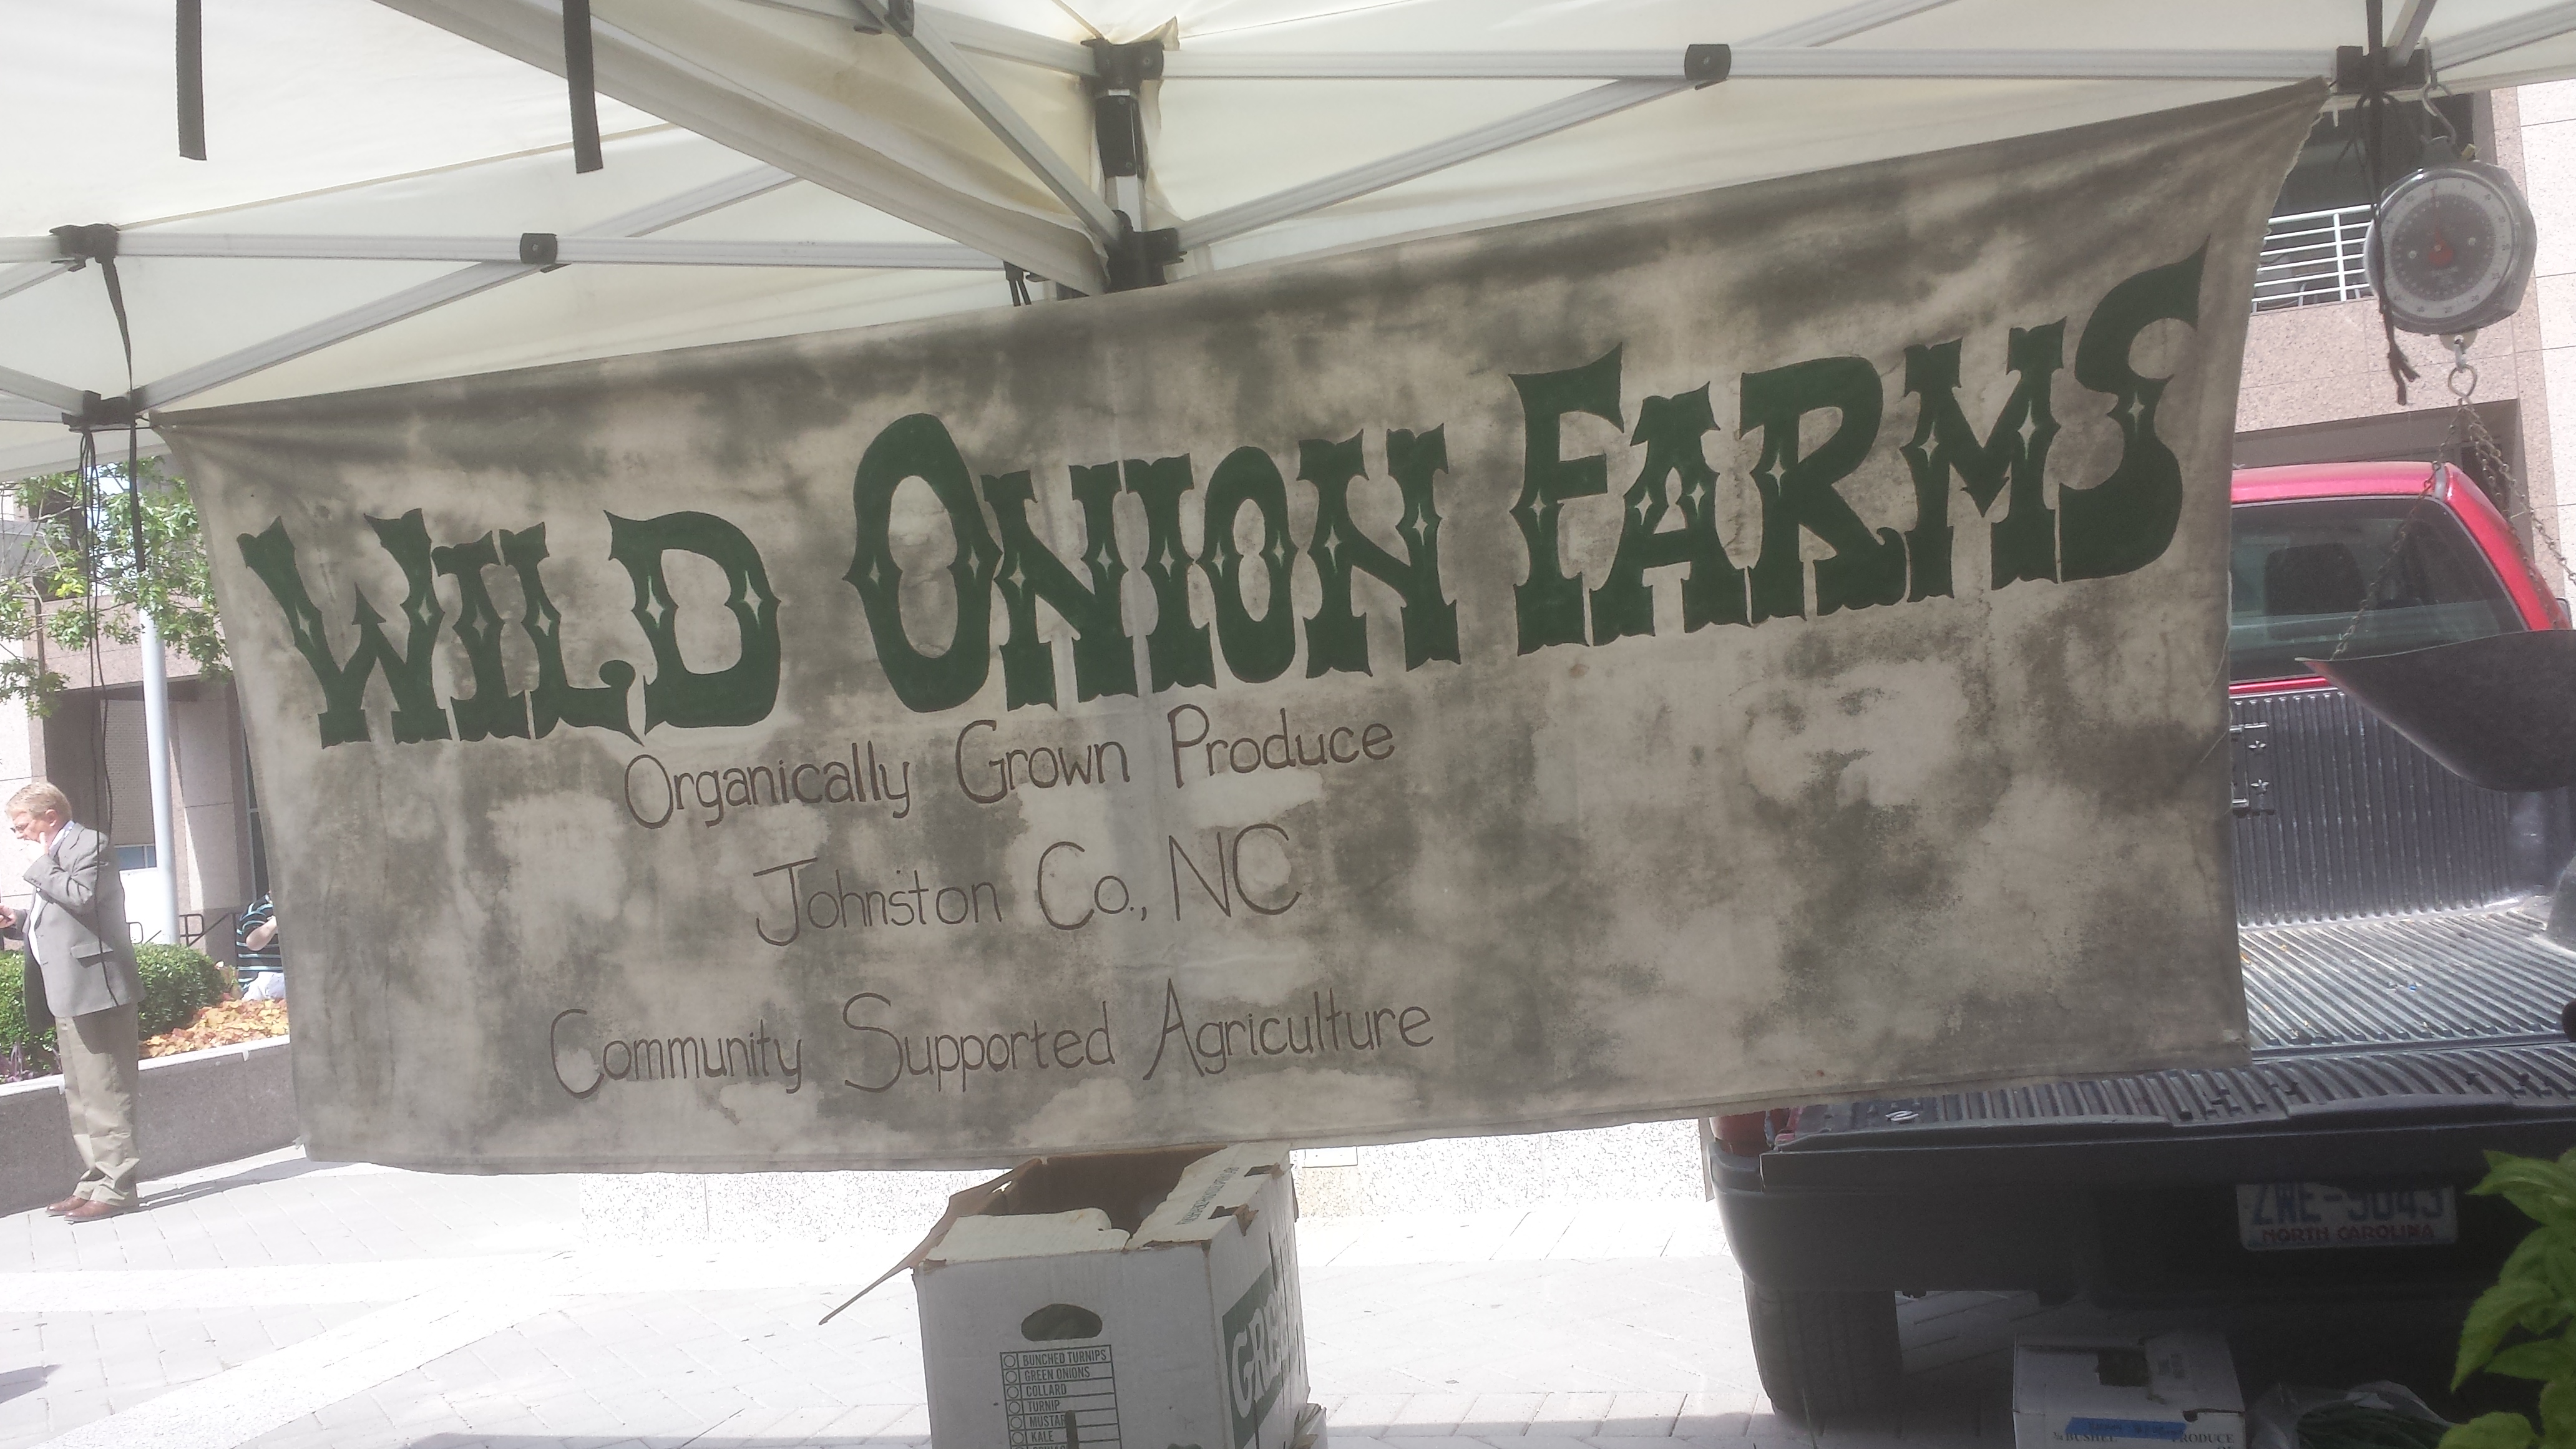 WILD ONION FARMS
Organically Grown Produce
Johnston Co., NC
Community Supported Agriculture
BUNCHED TURNIPS
GREEN ONIONS
COLLARD
TURNIP
KALE
NORTH CAROLINA
PRODUCE